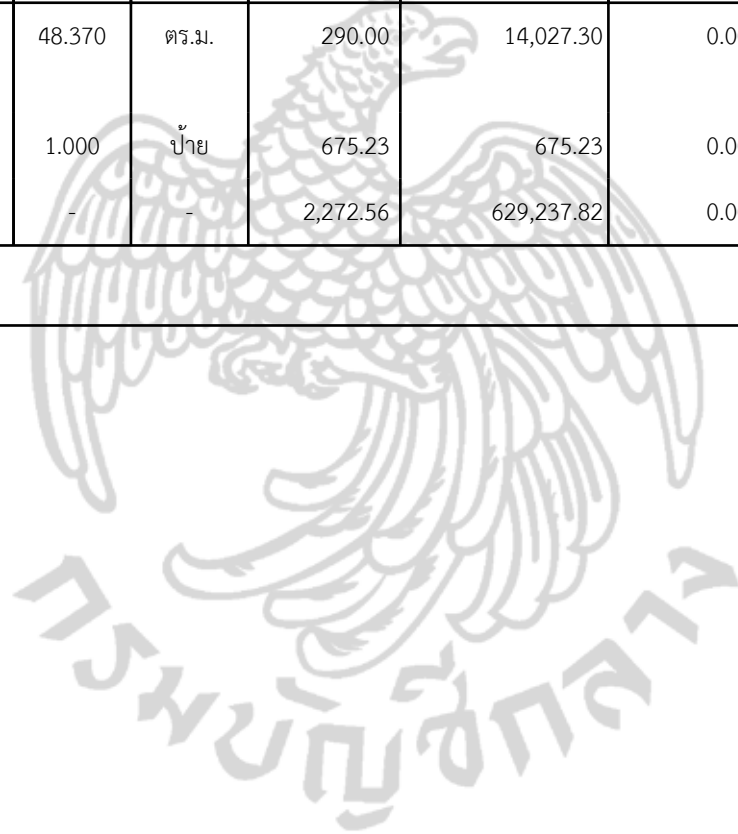 48.370 ตร.ม. 290.00 14,027.30 0.0
1.000 ป้าย 675.23 675.23 0.0
- - 2,272.56 629,237.82 0.0
กรมบัญชีกลาง